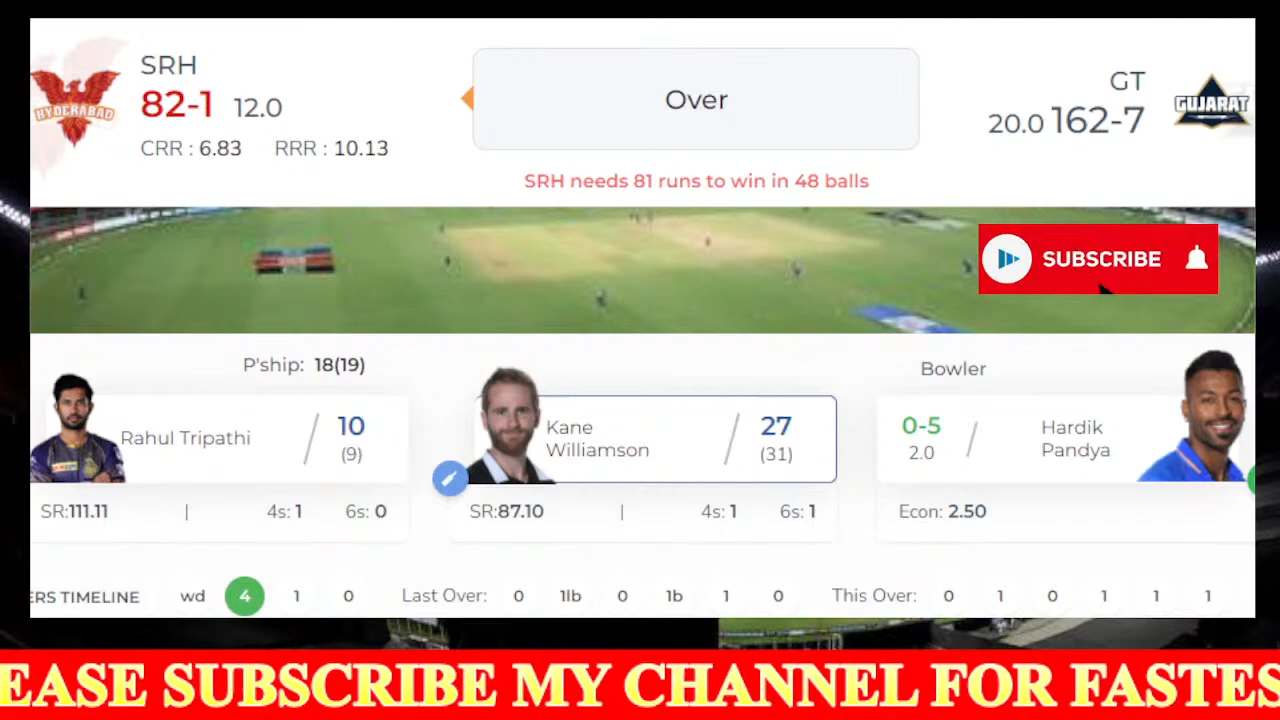 SRH
82-1 12.0
CRR : 6.83 RRR : 10.13
HYDERABAD
Over
SRH needs 81 runs to win in 48 balls
GT
20.0 162-7
GUJARAT
SUBSCRIBE
P'ship: 18(19)
Rahul Tripathi
10
(9)
SR:111.11 | 4s: 1 6s: 0
Kane
Williamson
27
(31)
SR:87.10 | 4s: 1 6s: 1
Bowler
0-5
2.0
Hardik
Pandya
Econ: 2.50
ERS TIMELINE wd 4 1 0 Last Over: 0 1lb 0 1b 1 0 This Over: 0 1 0 1 1 1
EASE SUBSCRIBE MY CHANNEL FOR FASTES